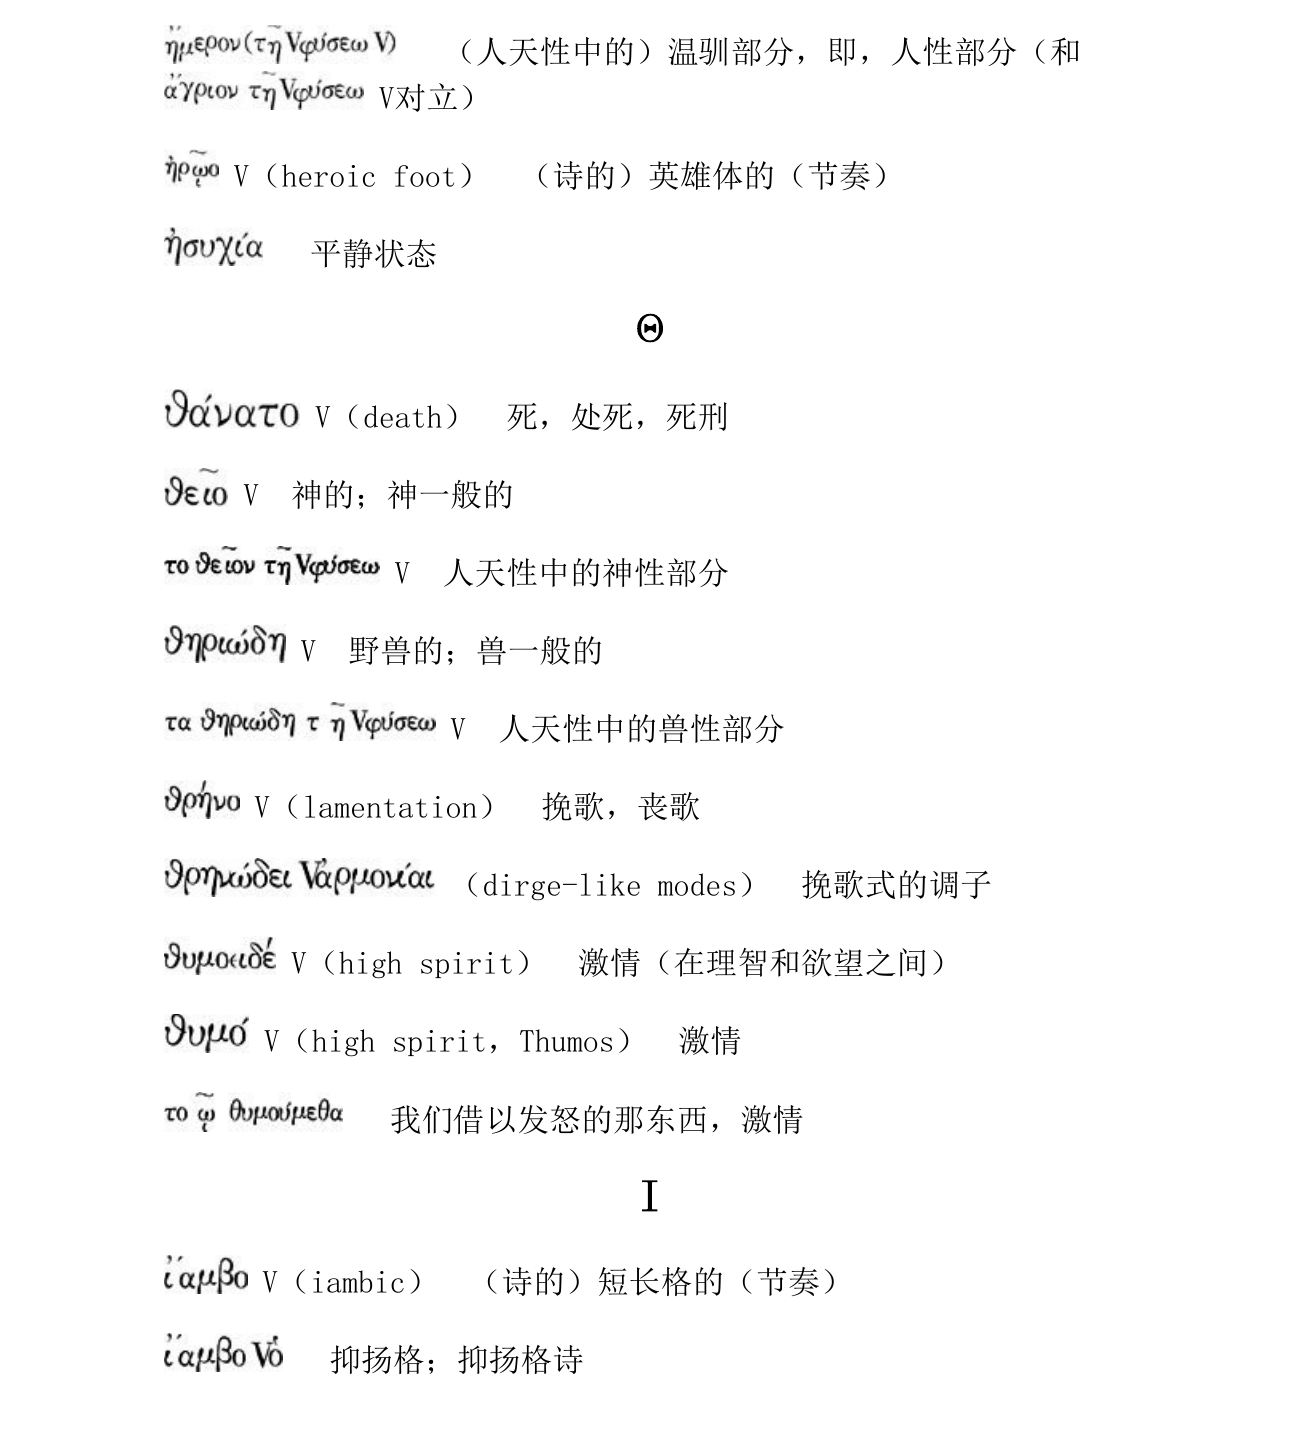 ἥμερον(τῆVφύσεωV) （人天性中的）温驯部分，即，人性部分（和
ἄγριον τῆVφύσεω V对立）
ἡρῷο V（heroic foot） （诗的）英雄体的（节奏）
ἡσυχία 平静状态
Θ
θάνατο V（death） 死，处死，死刑
θεῖο V 神的；神一般的
το θεῖον τῆVφύσεω V 人天性中的神性部分
θηριώδη V 野兽的；兽一般的
τα θηριώδη τ ῆVφύσεω V 人天性中的兽性部分
θρήνο V（lamentation） 挽歌，丧歌
θρηνώδει Vἁρμονίαι （dirge-like modes） 挽歌式的调子
θυμοειδέ V（high spirit） 激情（在理智和欲望之间）
θυμό V（high spirit，Thumos） 激情
το ᾧ θυμούμεθα 我们借以发怒的那东西，激情
I
ἴαμβο V（iambic） （诗的）短长格的（节奏）
ἴαμβο Vὁ 抑扬格；抑扬格诗